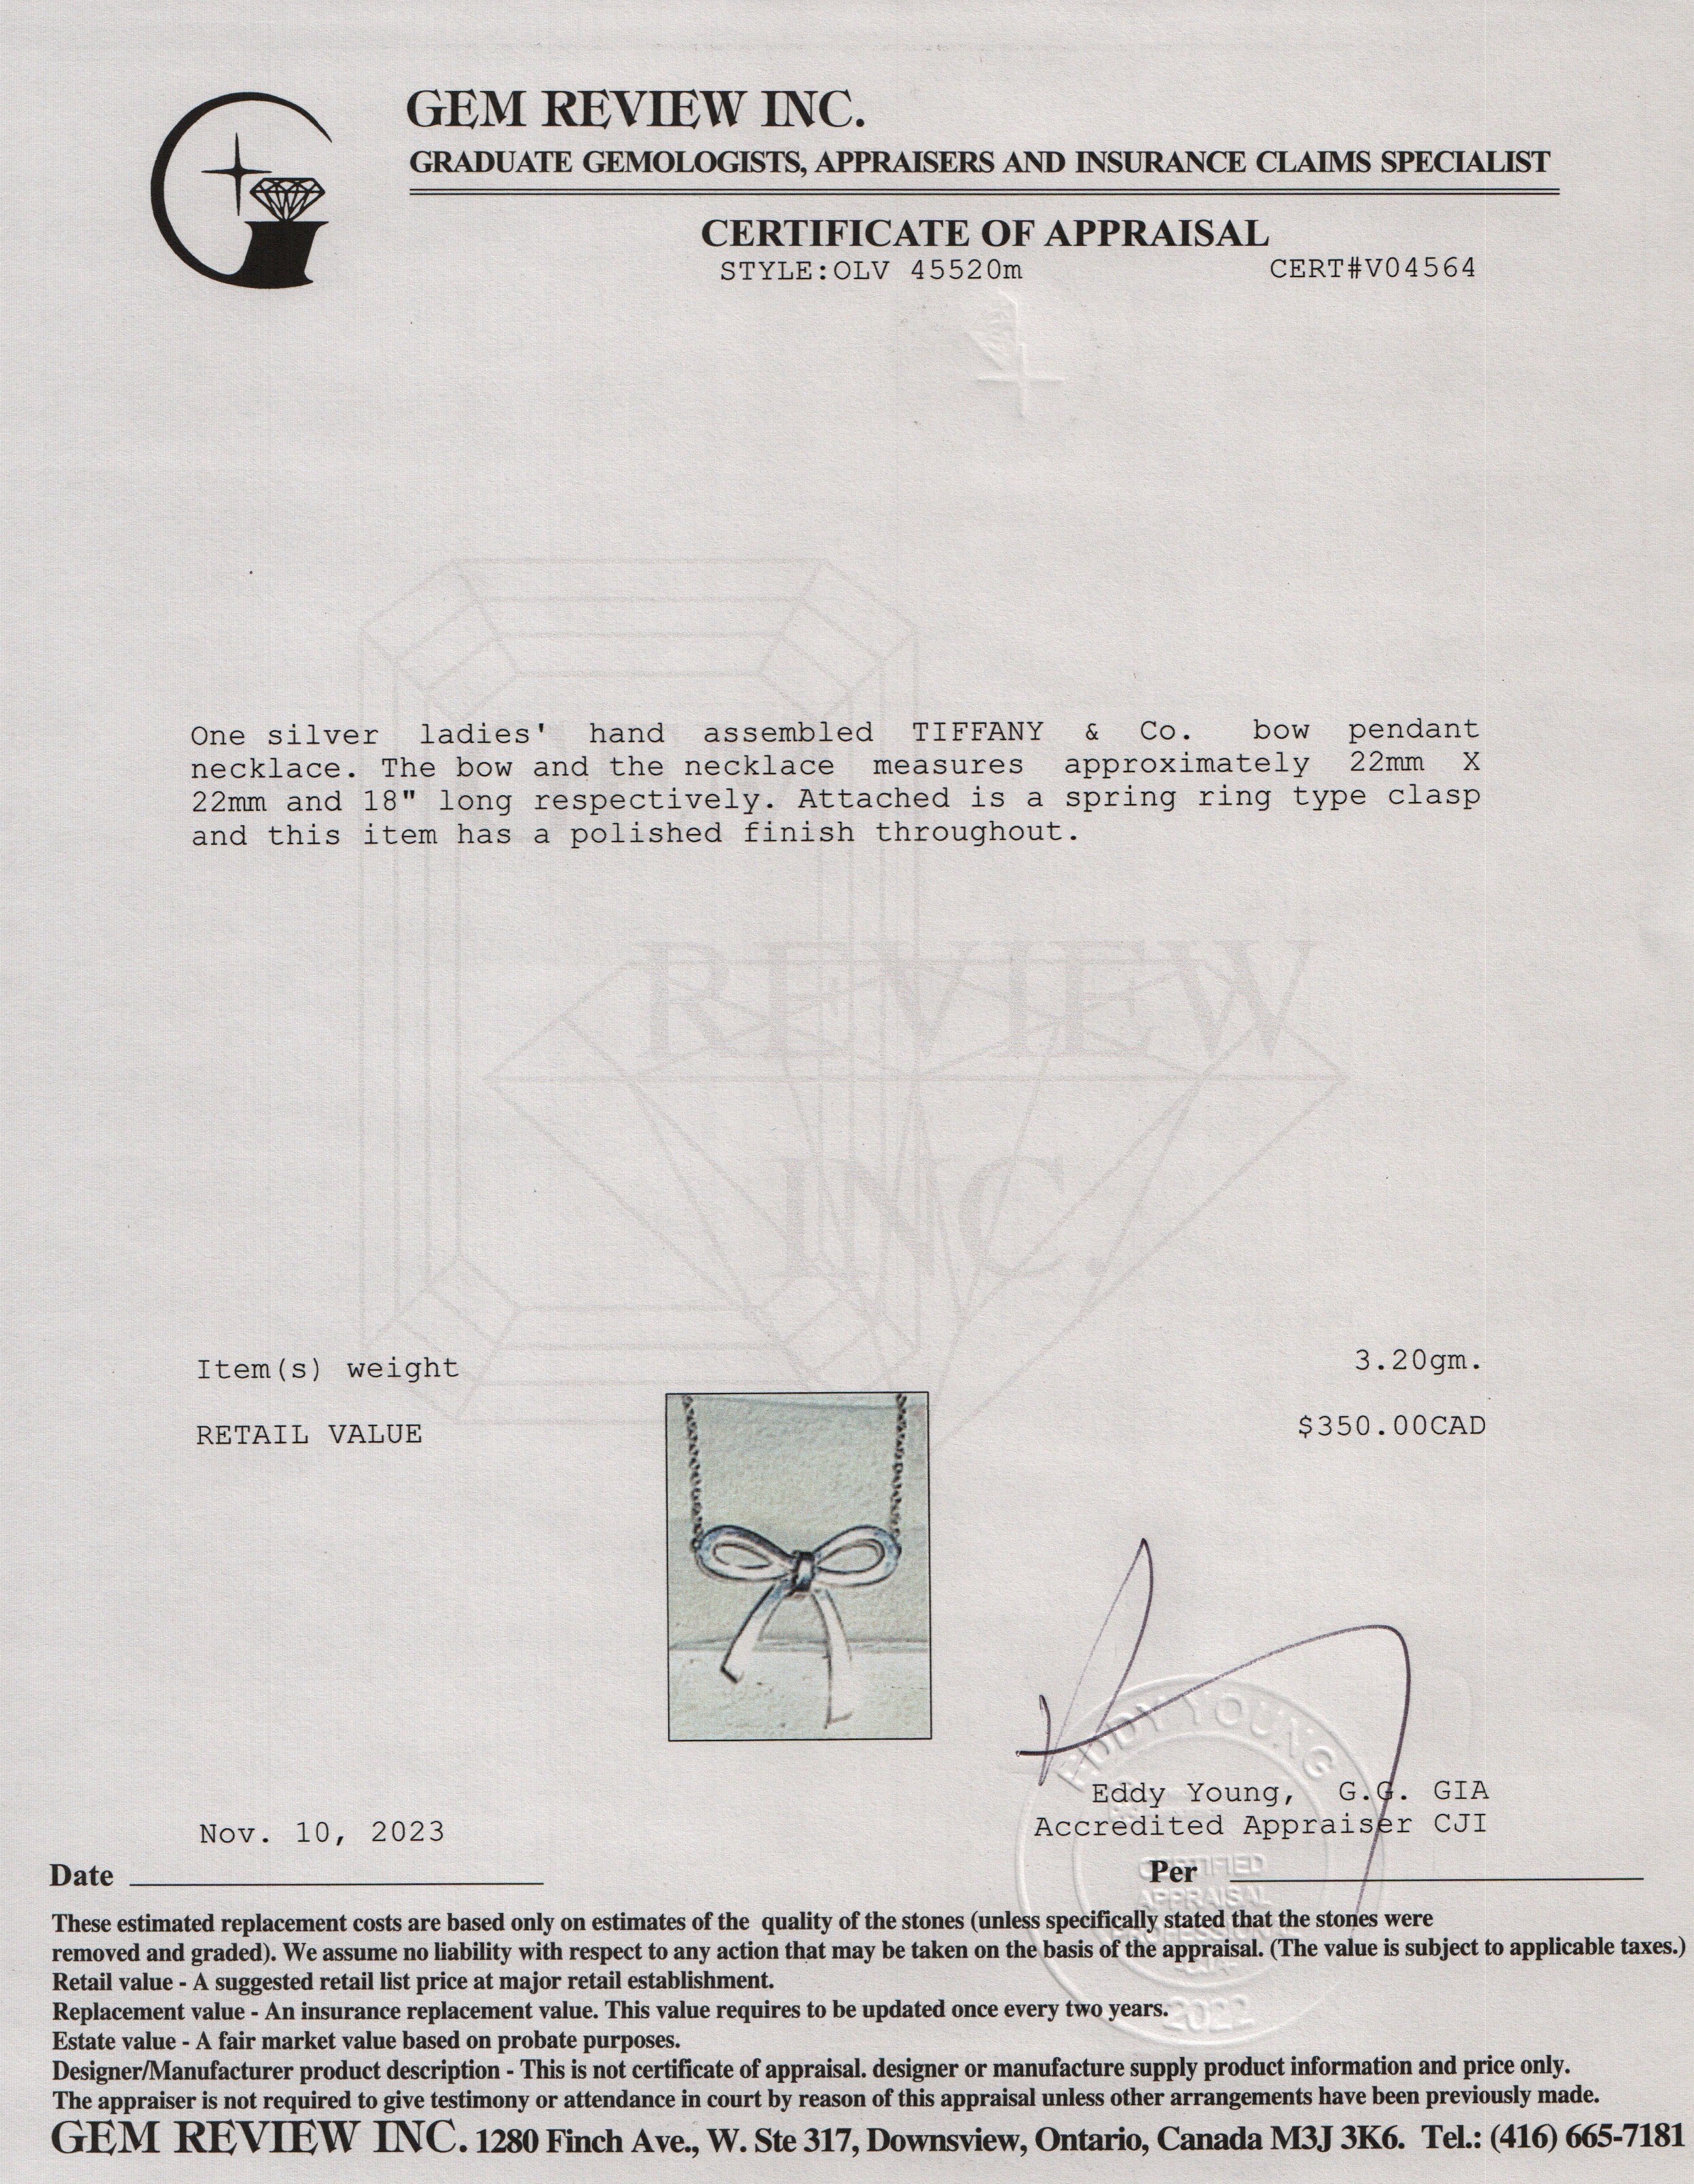 GEM REVIEW INC.
GRADUATE GEMOLOGISTS, APPRAISERS AND INSURANCE CLAIMS SPECIALIST
CERTIFICATE OF APPRAISAL
STYLE:OLV 45520m CERT#V04564
One silver ladies' hand assembled TIFFANY & Co. bow pendant
necklace. The bow and the necklace measures approximately 22mm X
22mm and 18" long respectively. Attached is a spring ring type clasp
and this item has a polished finish throughout.
REVIEW
INC.
Item(s) weight 3.20gm.
RETAIL VALUE $350.00CAD
EDDY YOUNG
Eddy Young, G.G. GIA
Accredited Appraiser CJI
Nov. 10, 2023
Date
Per
CERTIFIED
APPRAISAL
PROFESSIONAL
2022
These estimated replacement costs are based only on estimates of the quality of the stones (unless specifically stated that the stones were
removed and graded). We assume no liability with respect to any action that may be taken on the basis of the appraisal. (The value is subject to applicable taxes.)
Retail value - A suggested retail list price at major retail establishment.
Replacement value - An insurance replacement value. This value requires to be updated once every two years.
Estate value - A fair market value based on probate purposes.
Designer/Manufacturer product description - This is not certificate of appraisal. designer or manufacture supply product information and price only.
The appraiser is not required to give testimony or attendance in court by reason of this appraisal unless other arrangements have been previously made.
GEM REVIEW INC. 1280 Finch Ave., W. Ste 317, Downsview, Ontario, Canada M3J 3K6. Tel.: (416) 665-7181